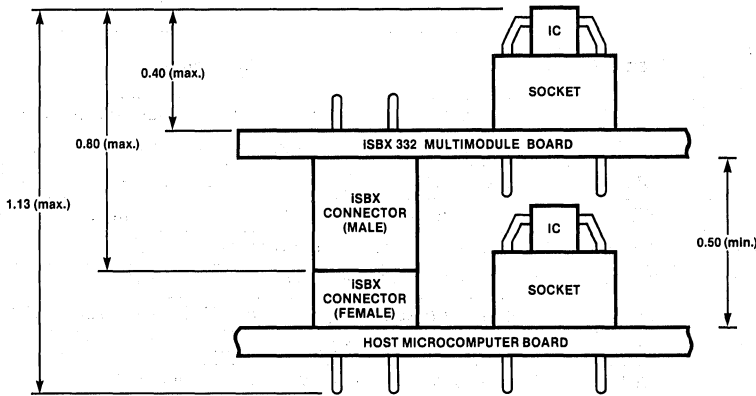 IC
0.40 (max.)
SOCKET
0.80 (max.)
iSBX 332 MULTIMODULE BOARD
1.13 (max.)
iSBX
CONNECTOR
(MALE)
IC
0.50 (min.)
iSBX
CONNECTOR
(FEMALE)
SOCKET
HOST MICROCOMPUTER BOARD